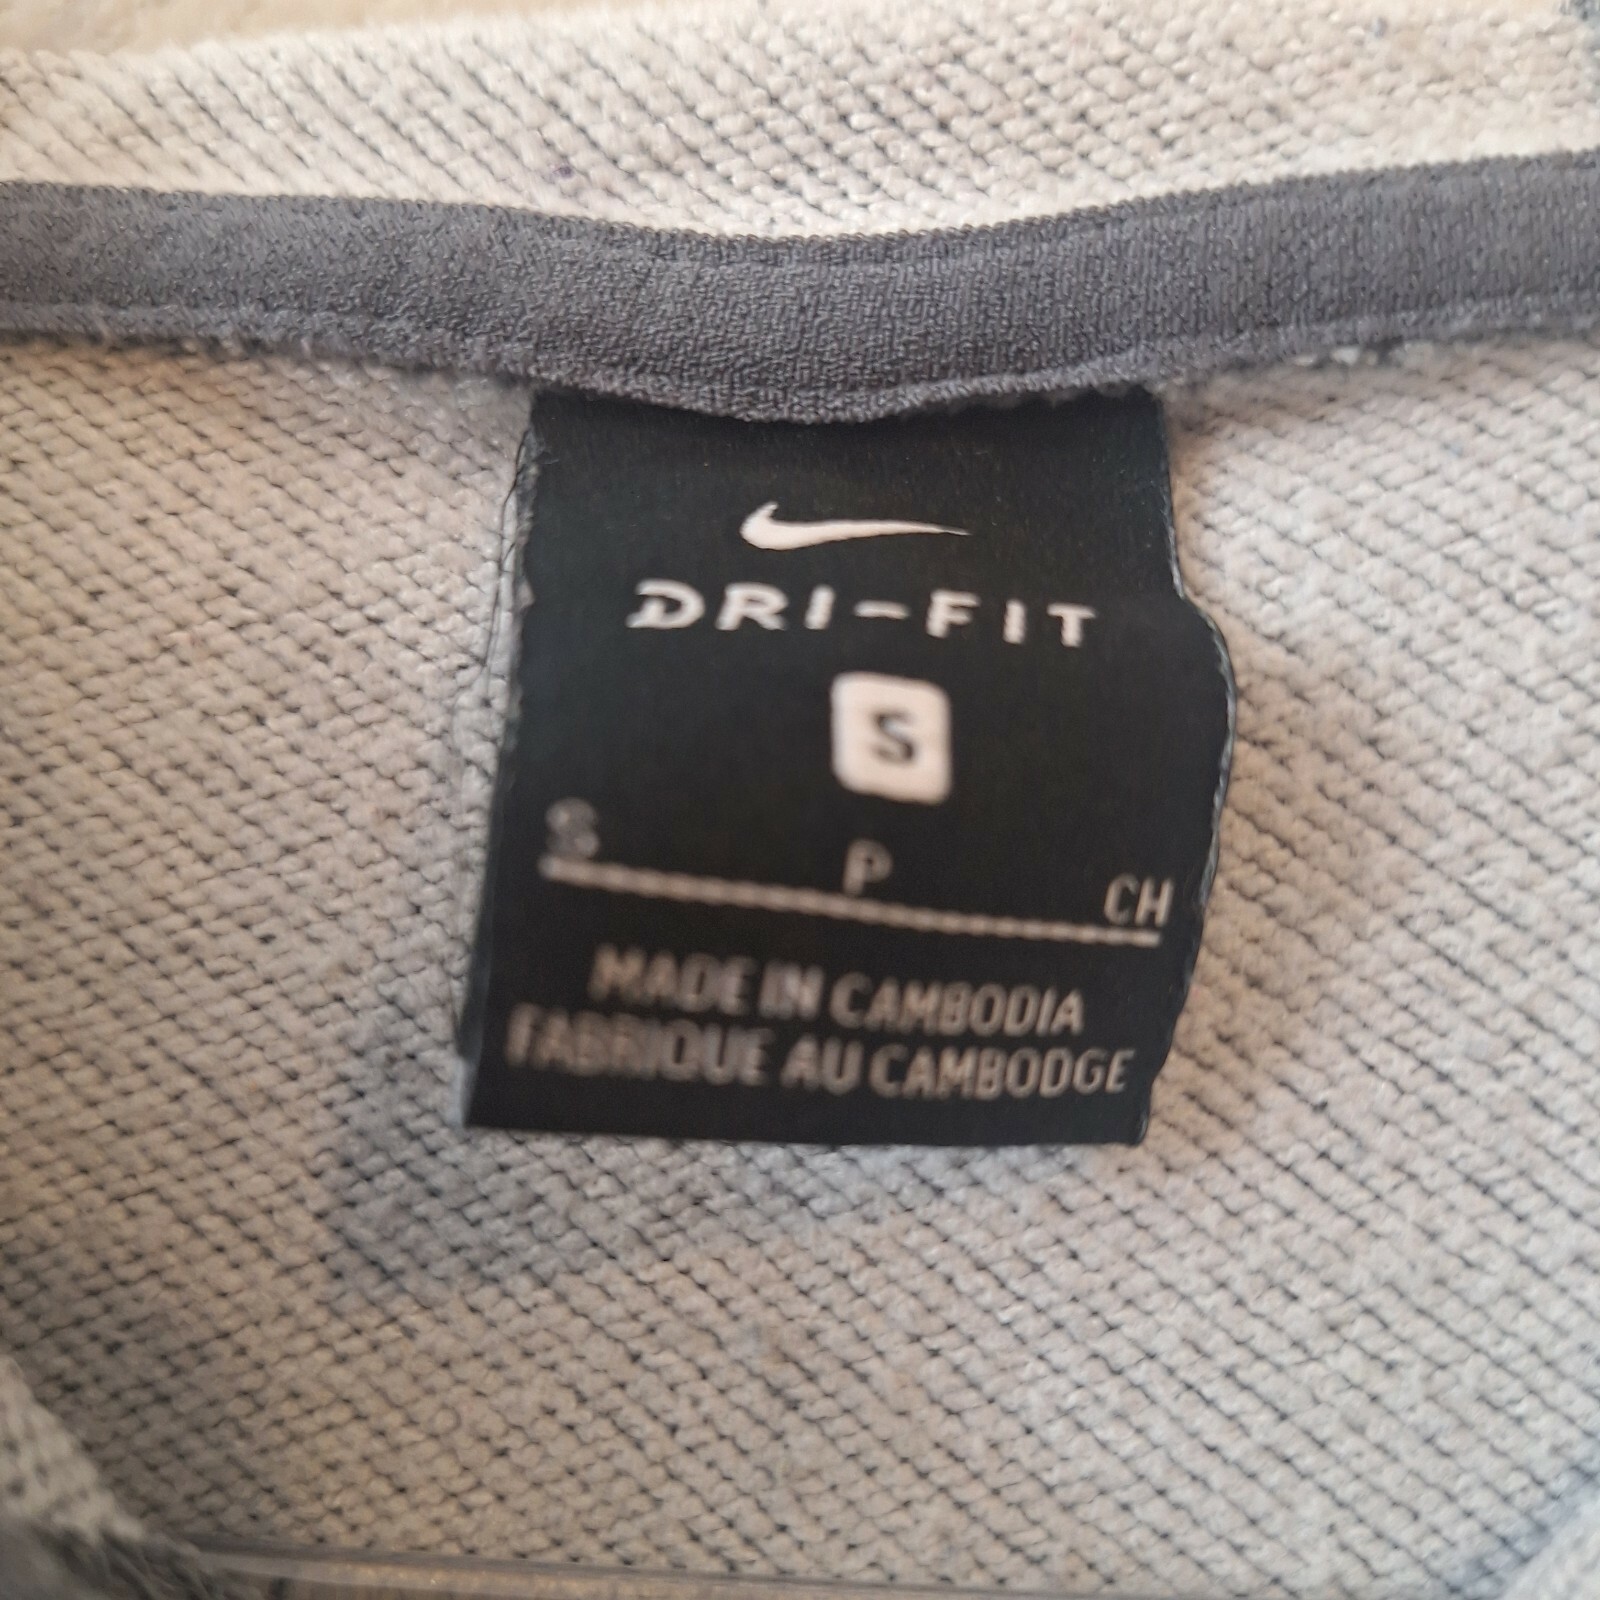 DRI-FIT
S
S P CH
MADE IN CAMBODIA
FABRIQUE AU CAMBODGE